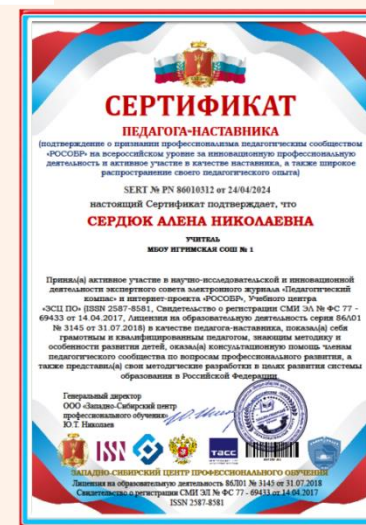 СЕРТИФИКАТ
ПЕДАГОГА-НАСТАВНИКА
(подтверждение о признании профессионализма педагогическим сообществом
«РОСОБР» на всероссийском уровне за инновационную профессиональную
деятельность и активное участие в качестве наставника, а также широкое
распространение своего педагогического опыта)
SERT № PN 86010312 от 24/04/2024
настоящий Сертификат подтверждает, что
СЕРДЮК АЛЕНА НИКОЛАЕВНА
УЧИТЕЛЬ
МБОУ ИГРИМСКАЯ СОШ № 1
Принял(а) активное участие в научно-исследовательской и инновационной
деятельности экспертного совета электронного журнала «Педагогический
компас» и интернет-проекта «РОСОБР», Учебного центра
«ЗСЦ ПО» (ISSN 2587-8581, Свидетельство о регистрации СМИ ЭЛ № ФС 77 -
69433 от 14.04.2017, Лицензия на образовательную деятельность серия 86Л01
№ 3145 от 31.07.2018) в качестве педагога-наставника, показал(а) себя
грамотным и квалифицированным педагогом, знающим методику и
особенности развития детей, оказал(а) консультационную помощь членам
педагогического сообщества по вопросам профессионального развития, а
также представил(а) свои методические разработки в целях развития системы
образования в Российской Федерации.
Генеральный директор
ООО «Западно-Сибирский центр
профессионального обучения»
Ю.Т. Николаев
ISSN
ТАСС
ЗАПАДНО-СИБИРСКИЙ ЦЕНТР ПРОФЕССИОНАЛЬНОГО ОБУЧЕНИЯ
Лицензия на образовательную деятельность 86Л01 № 3145 от 31.07.2018
Свидетельство о регистрации СМИ ЭЛ № ФС 77 - 69433 от 14.04.2017
ISSN 2587-8581